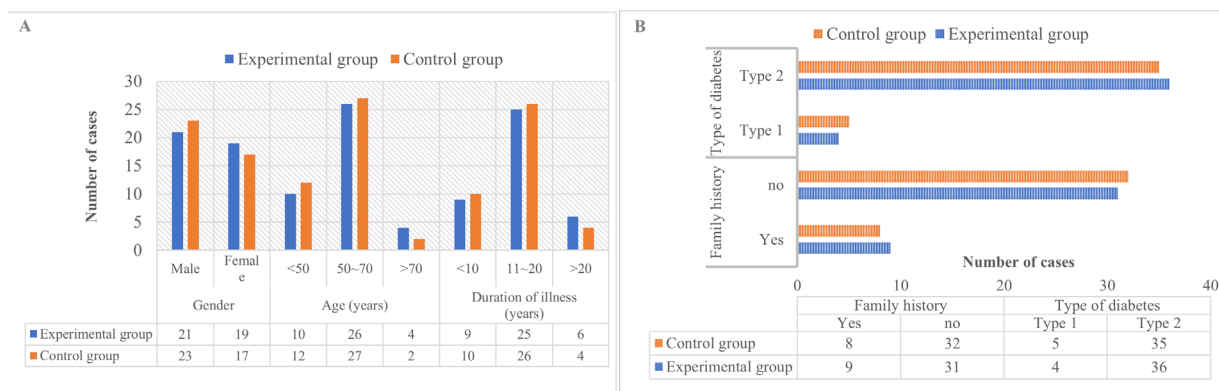 A
Experimental group Control group
Number of cases
30
25
20
15
10
5
0
Male Femal <50 50~70 >70 <10 11~20 >20
e
Gender Age (years) Duration of illness
(years)
Experimental group 21 19 10 26 4 9 25 6
Control group 23 17 12 27 2 10 26 4
B
Control group Experimental group
Type of diabetes
Type 2
Type 1
Family history
no
Yes
Number of cases
0 10 20 30 40
Family history Type of diabetes
Yes no Type 1 Type 2
Control group 8 32 5 35
Experimental group 9 31 4 36